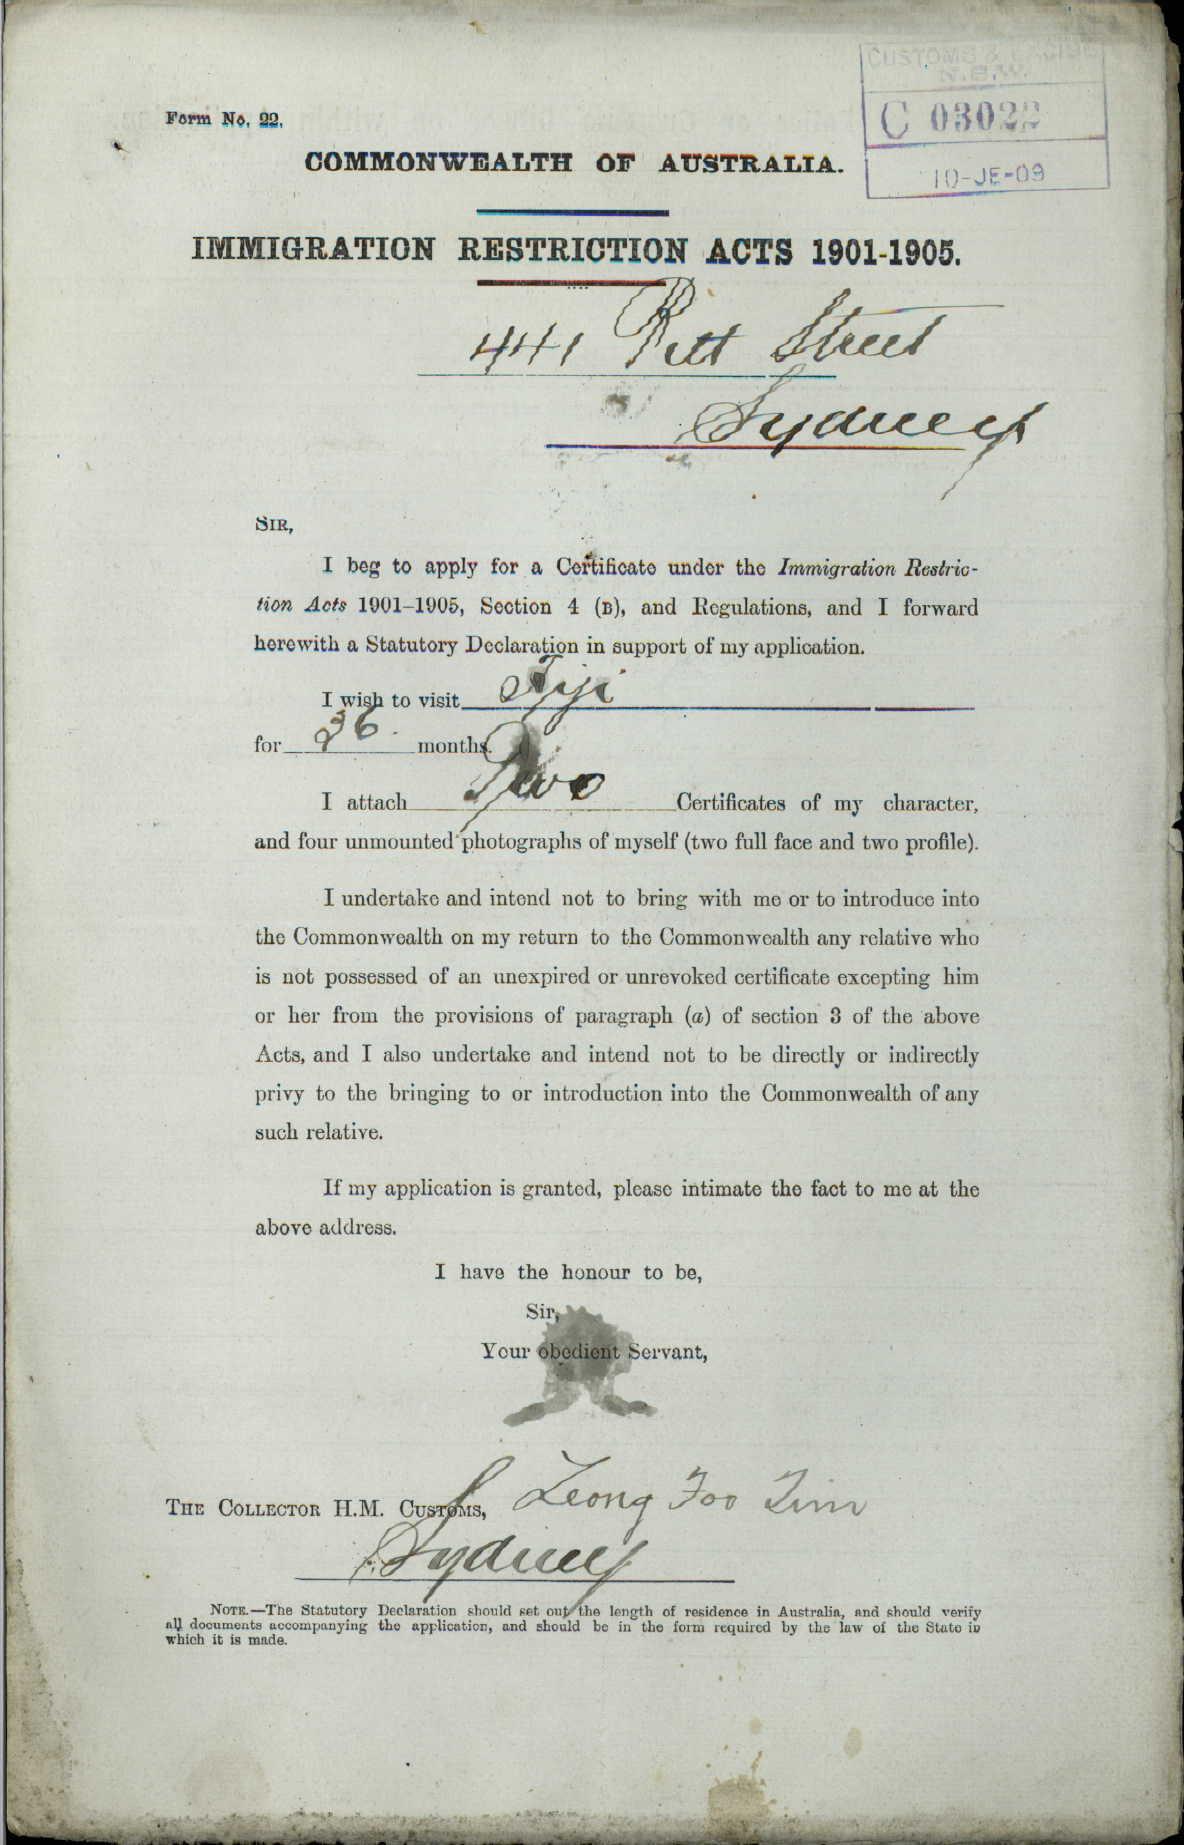 CUSTOMS & EXCISE
N.S.W.
C 03022
10-JE-09
Form No. 22.
COMMONWEALTH OF AUSTRALIA.
IMMIGRATION RESTRICTION ACTS 1901-1905.
441 Pitt Street
Sydney
SIR,
I beg to apply for a Certificate under the Immigration Restric-
tion Acts 1901–1905, Section 4 (B), and Regulations, and I forward
herewith a Statutory Declaration in support of my application.
I wish to visit Fiji
for 36 months.
I attach Two Certificates of my character,
and four unmounted photographs of myself (two full face and two profile).
I undertake and intend not to bring with me or to introduce into
the Commonwealth on my return to the Commonwealth any relative who
is not possessed of an unexpired or unrevoked certificate excepting him
or her from the provisions of paragraph (a) of section 3 of the above
Acts, and I also undertake and intend not to be directly or indirectly
privy to the bringing to or introduction into the Commonwealth of any
such relative.
If my application is granted, please intimate the fact to me at the
above address.
I have the honour to be,
Sir,
Your obedient Servant,
Leong Foo Tim
THE COLLECTOR H.M. CUSTOMS,
Sydney
NOTE.—The Statutory Declaration should set out the length of residence in Australia, and should verify
all documents accompanying the application, and should be in the form required by the law of the State in
which it is made.